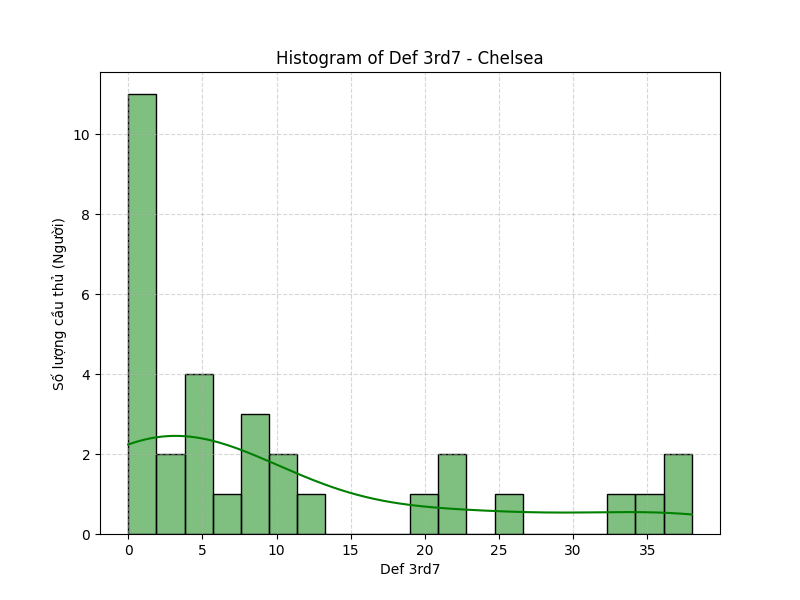 Histogram of Def 3rd7 - Chelsea
Số lượng cầu thủ (Người)
10
8
6
4
2
0
0 5 10 15 20 25 30 35
Def 3rd7